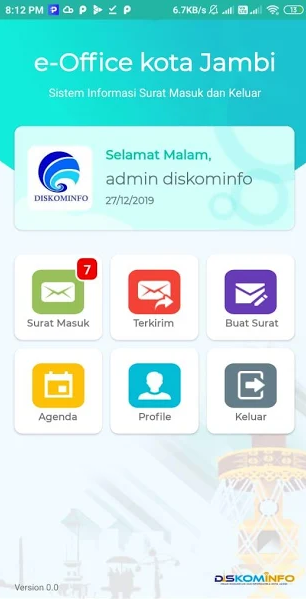 8:12 PM
6.7KB/s
13
e-Office kota Jambi
Sistem Informasi Surat Masuk dan Keluar
DISKOMINFO
Selamat Malam,
admin diskominfo
27/12/2019
7
Surat Masuk
Terkirim
Buat Surat
Agenda
Profile
Keluar
Version 0.0
DISKOMINFO